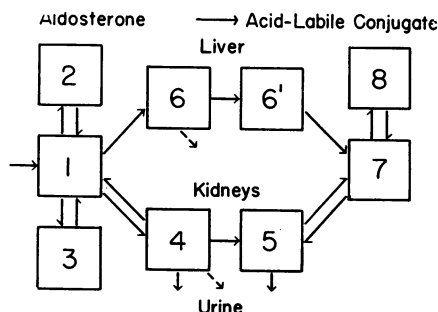 Aldosterone Acid-Labile Conjugate
Liver
2 6 6' 8
1 7
Kidneys
3 4 5
Urine